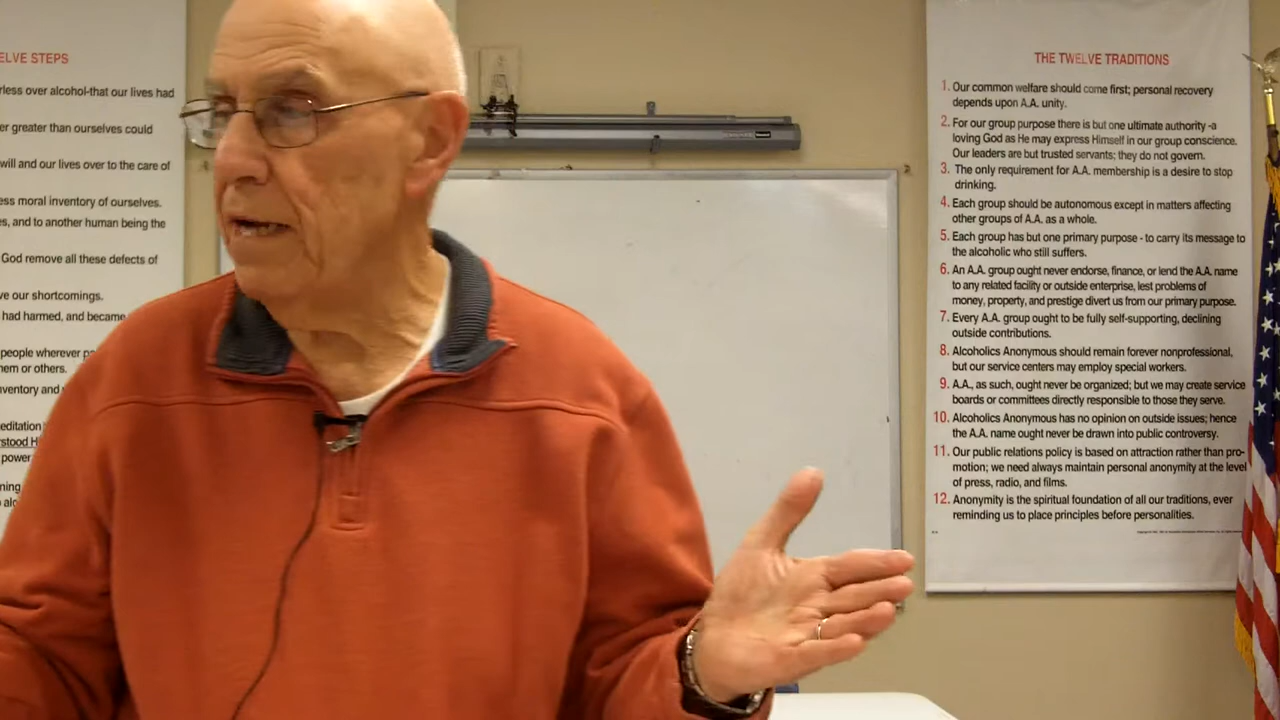 ELVE STEPS
rless over alcohol-that our lives had
er greater than ourselves could
will and our lives over to the care of
ess moral inventory of ourselves.
s, and to another human being the
God remove all these defects of
ve our shortcomings.
had harmed, and became
people wherever po
hem or others.
nventory and
editation
rstood H
power
ning
alc
THE TWELVE TRADITIONS
1. Our common welfare should come first; personal recovery
depends upon A.A. unity.
2. For our group purpose there is but one ultimate authority -a
loving God as He may express Himself in our group conscience.
Our leaders are but trusted servants; they do not govern.
3. The only requirement for A.A. membership is a desire to stop
drinking.
4. Each group should be autonomous except in matters affecting
other groups of A.A. as a whole.
5. Each group has but one primary purpose - to carry its message to
the alcoholic who still suffers.
6. An A.A. group ought never endorse, finance, or lend the A.A. name
to any related facility or outside enterprise, lest problems of
money, property, and prestige divert us from our primary purpose.
7. Every A.A. group ought to be fully self-supporting, declining
outside contributions.
8. Alcoholics Anonymous should remain forever nonprofessional,
but our service centers may employ special workers.
9. A.A., as such, ought never be organized; but we may create service
boards or committees directly responsible to those they serve.
10. Alcoholics Anonymous has no opinion on outside issues; hence
the A.A. name ought never be drawn into public controversy.
11. Our public relations policy is based on attraction rather than pro-
motion; we need always maintain personal anonymity at the level
of press, radio, and films.
12. Anonymity is the spiritual foundation of all our traditions, ever
reminding us to place principles before personalities.